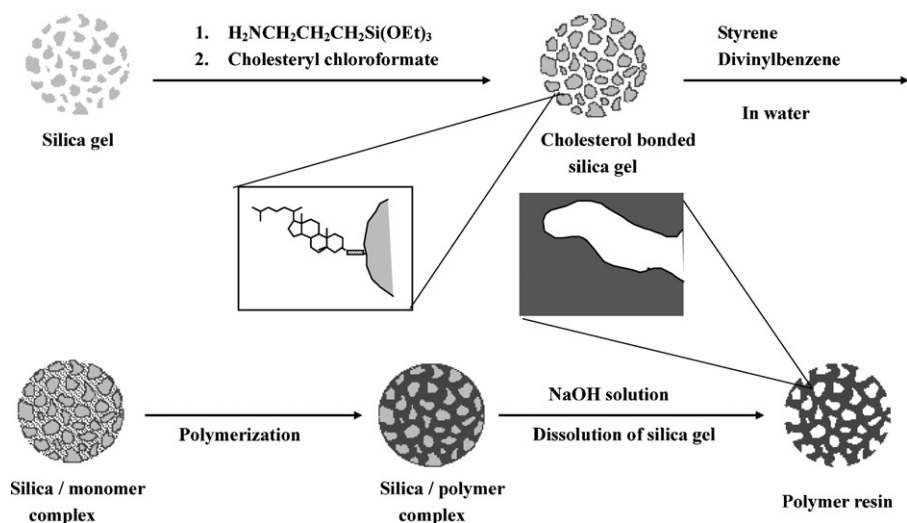 1. H₂NCH₂CH₂CH₂Si(OEt)₃
2. Cholesteryl chloroformate
Silica gel
Cholesterol bonded
silica gel
Styrene
Divinylbenzene
In water
Silica / monomer
complex
Polymerization
Silica / polymer
complex
NaOH solution
Dissolution of silica gel
Polymer resin